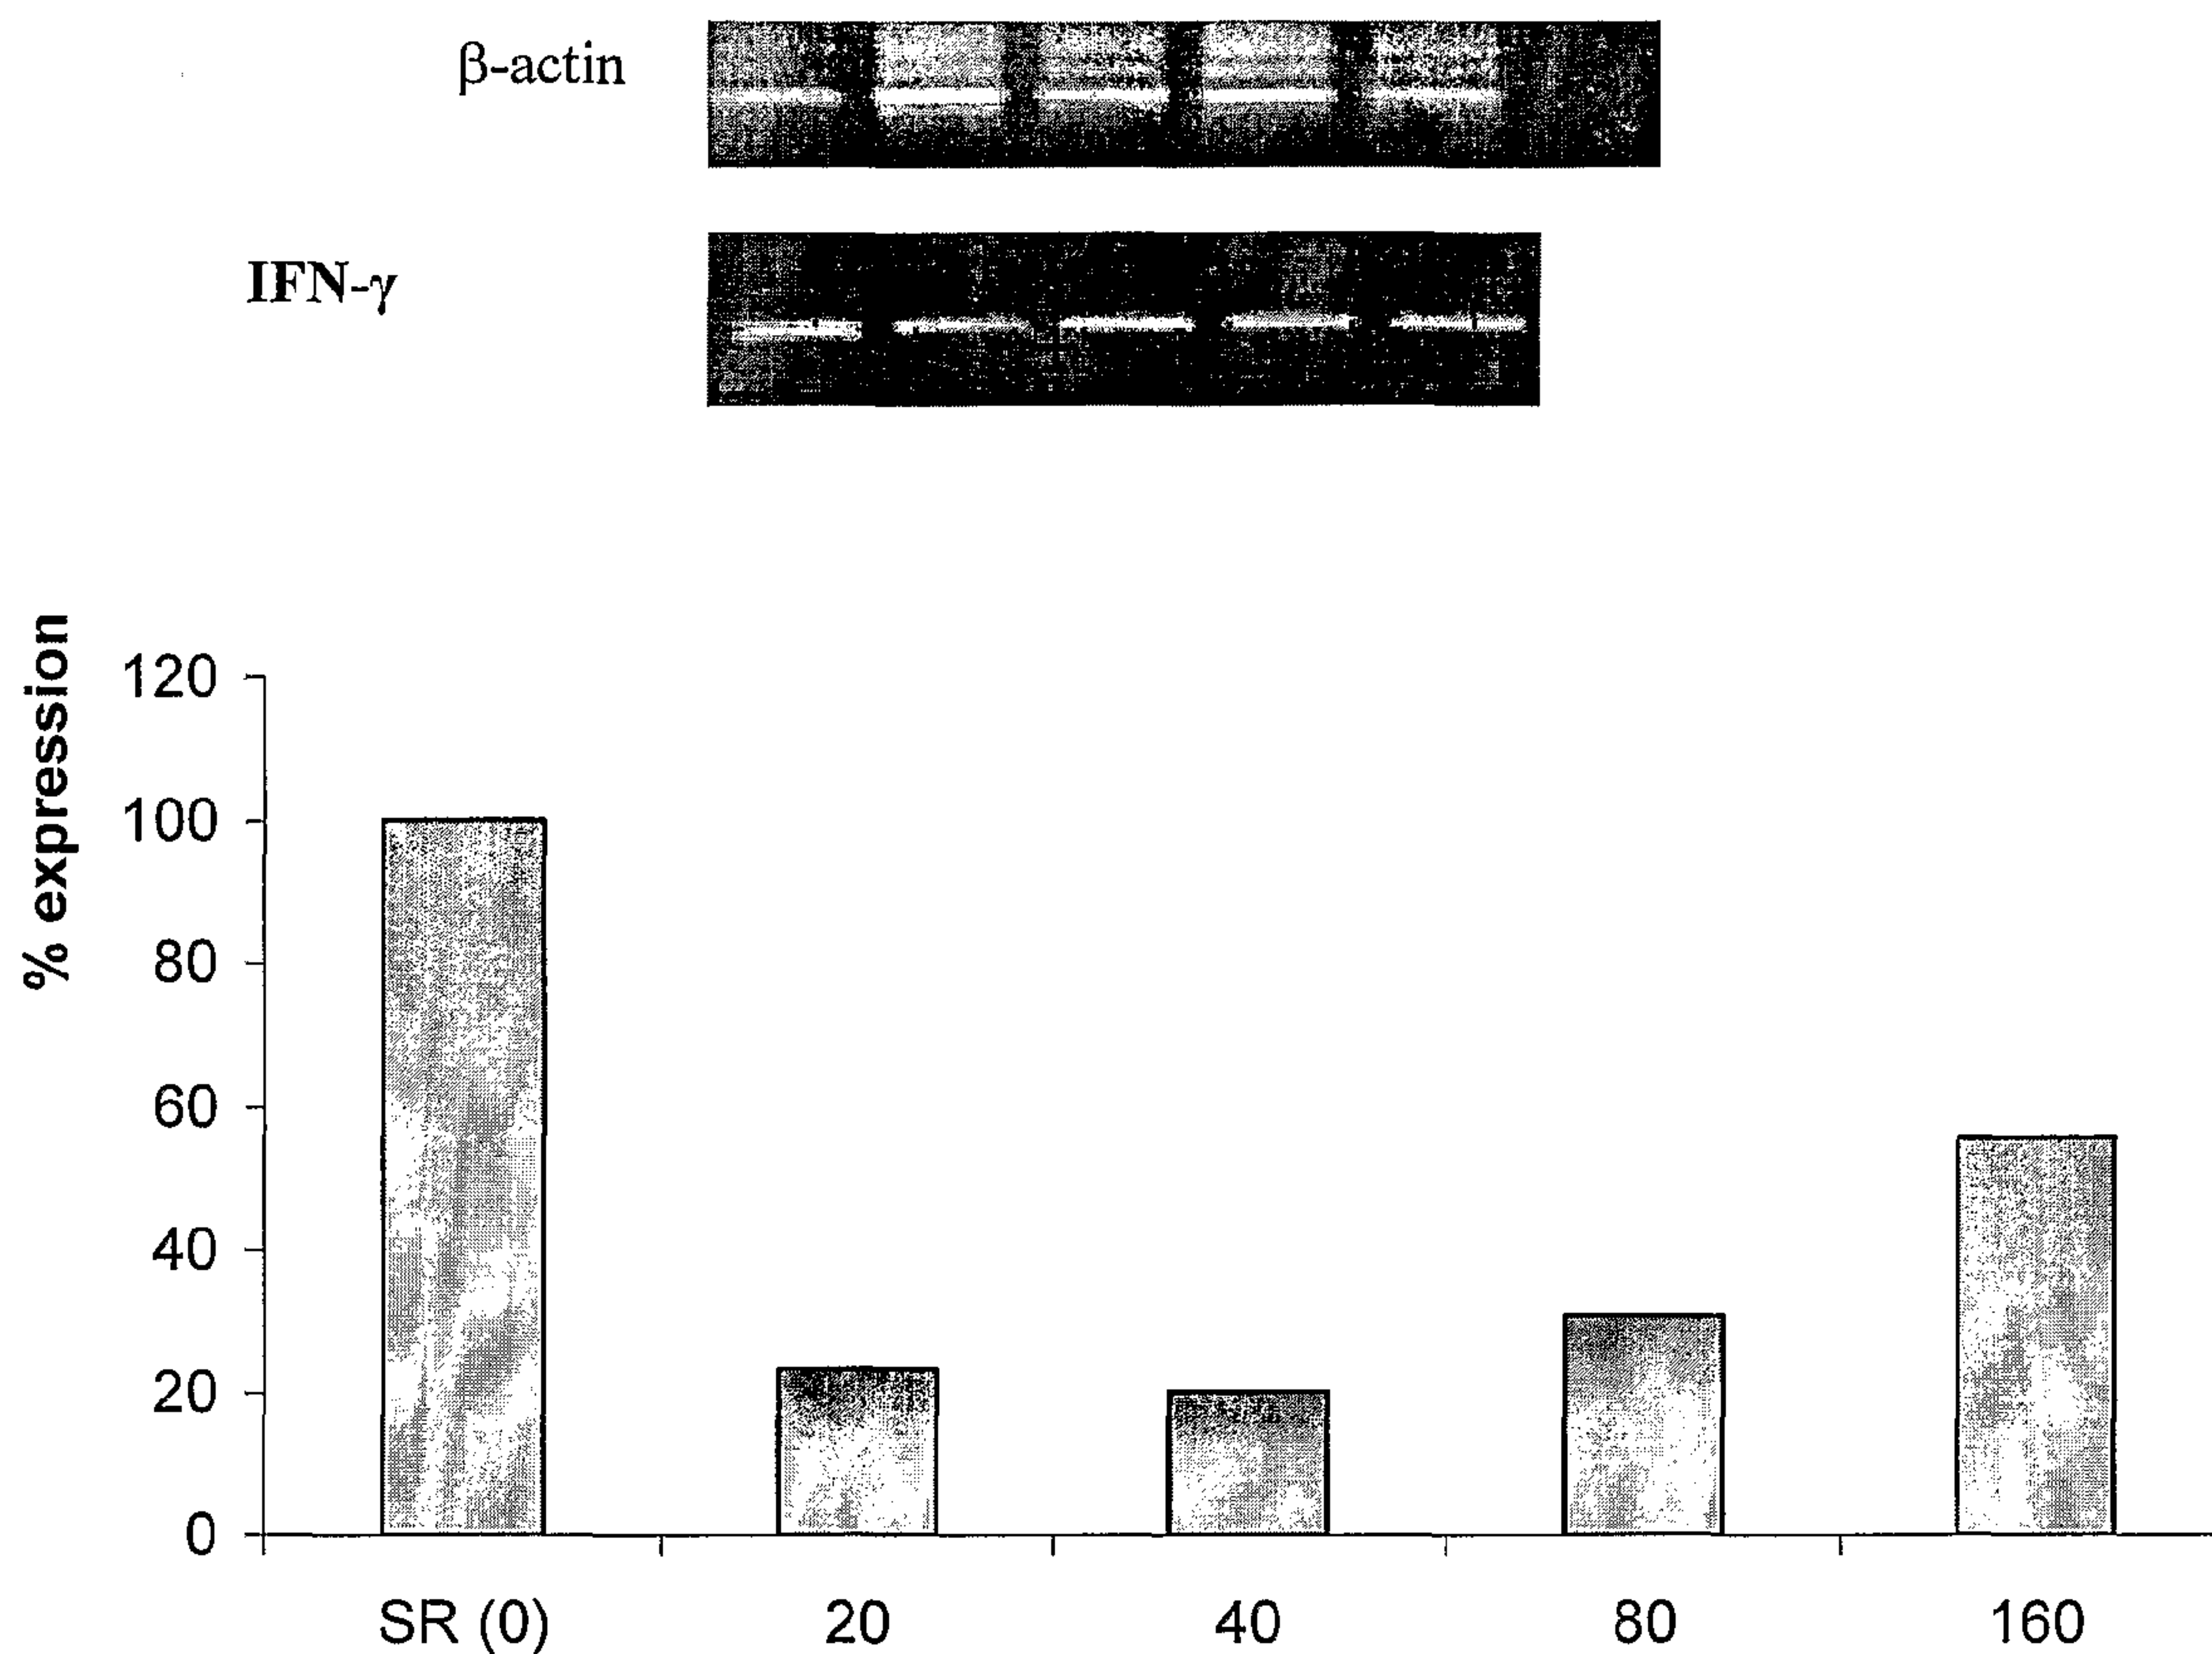 β-actin
IFN-γ
% expression
120
100
80
60
40
20
0
SR (0) 20 40 80 160